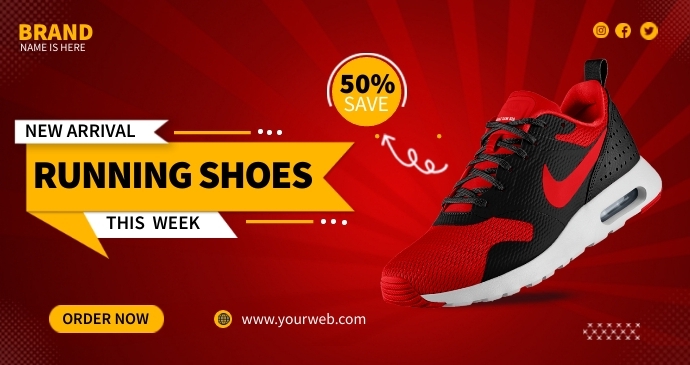 BRAND
NAME IS HERE
50%
SAVE
NEW ARRIVAL
RUNNING SHOES
THIS WEEK
ORDER NOW
www.yourweb.com